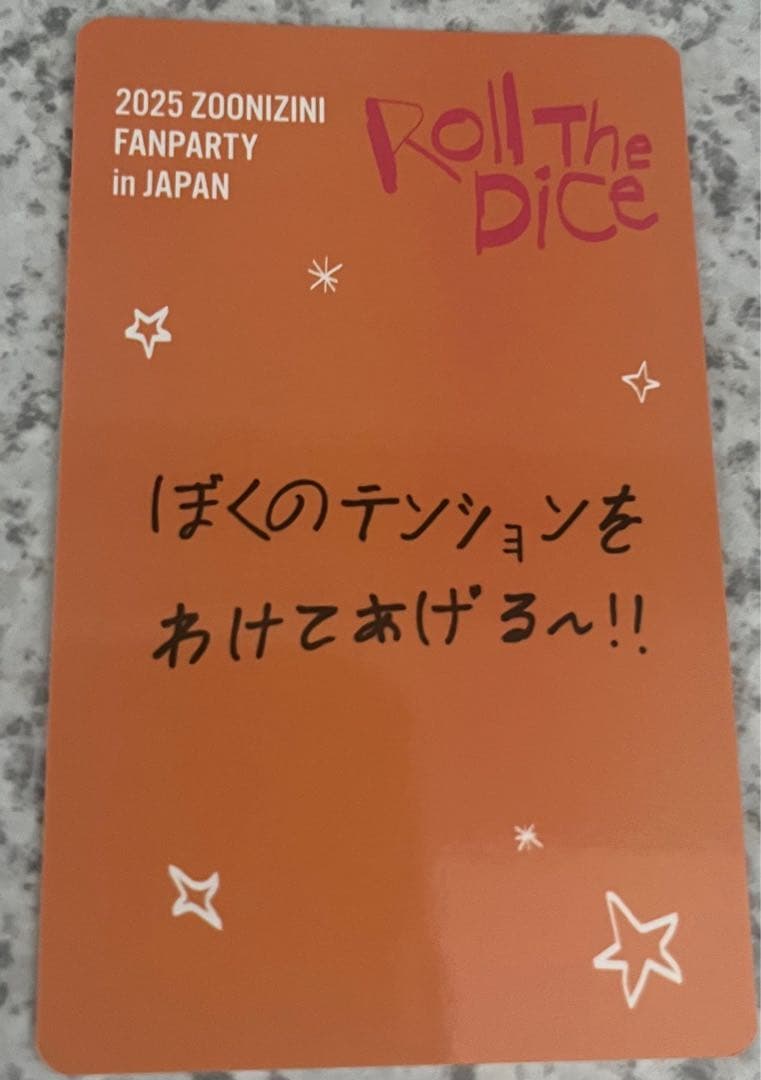 2025 ZOONIZINI
FANPARTY
in JAPAN
Roll The
DiCe
ぼくのテンションを
わけてあげる〜!!